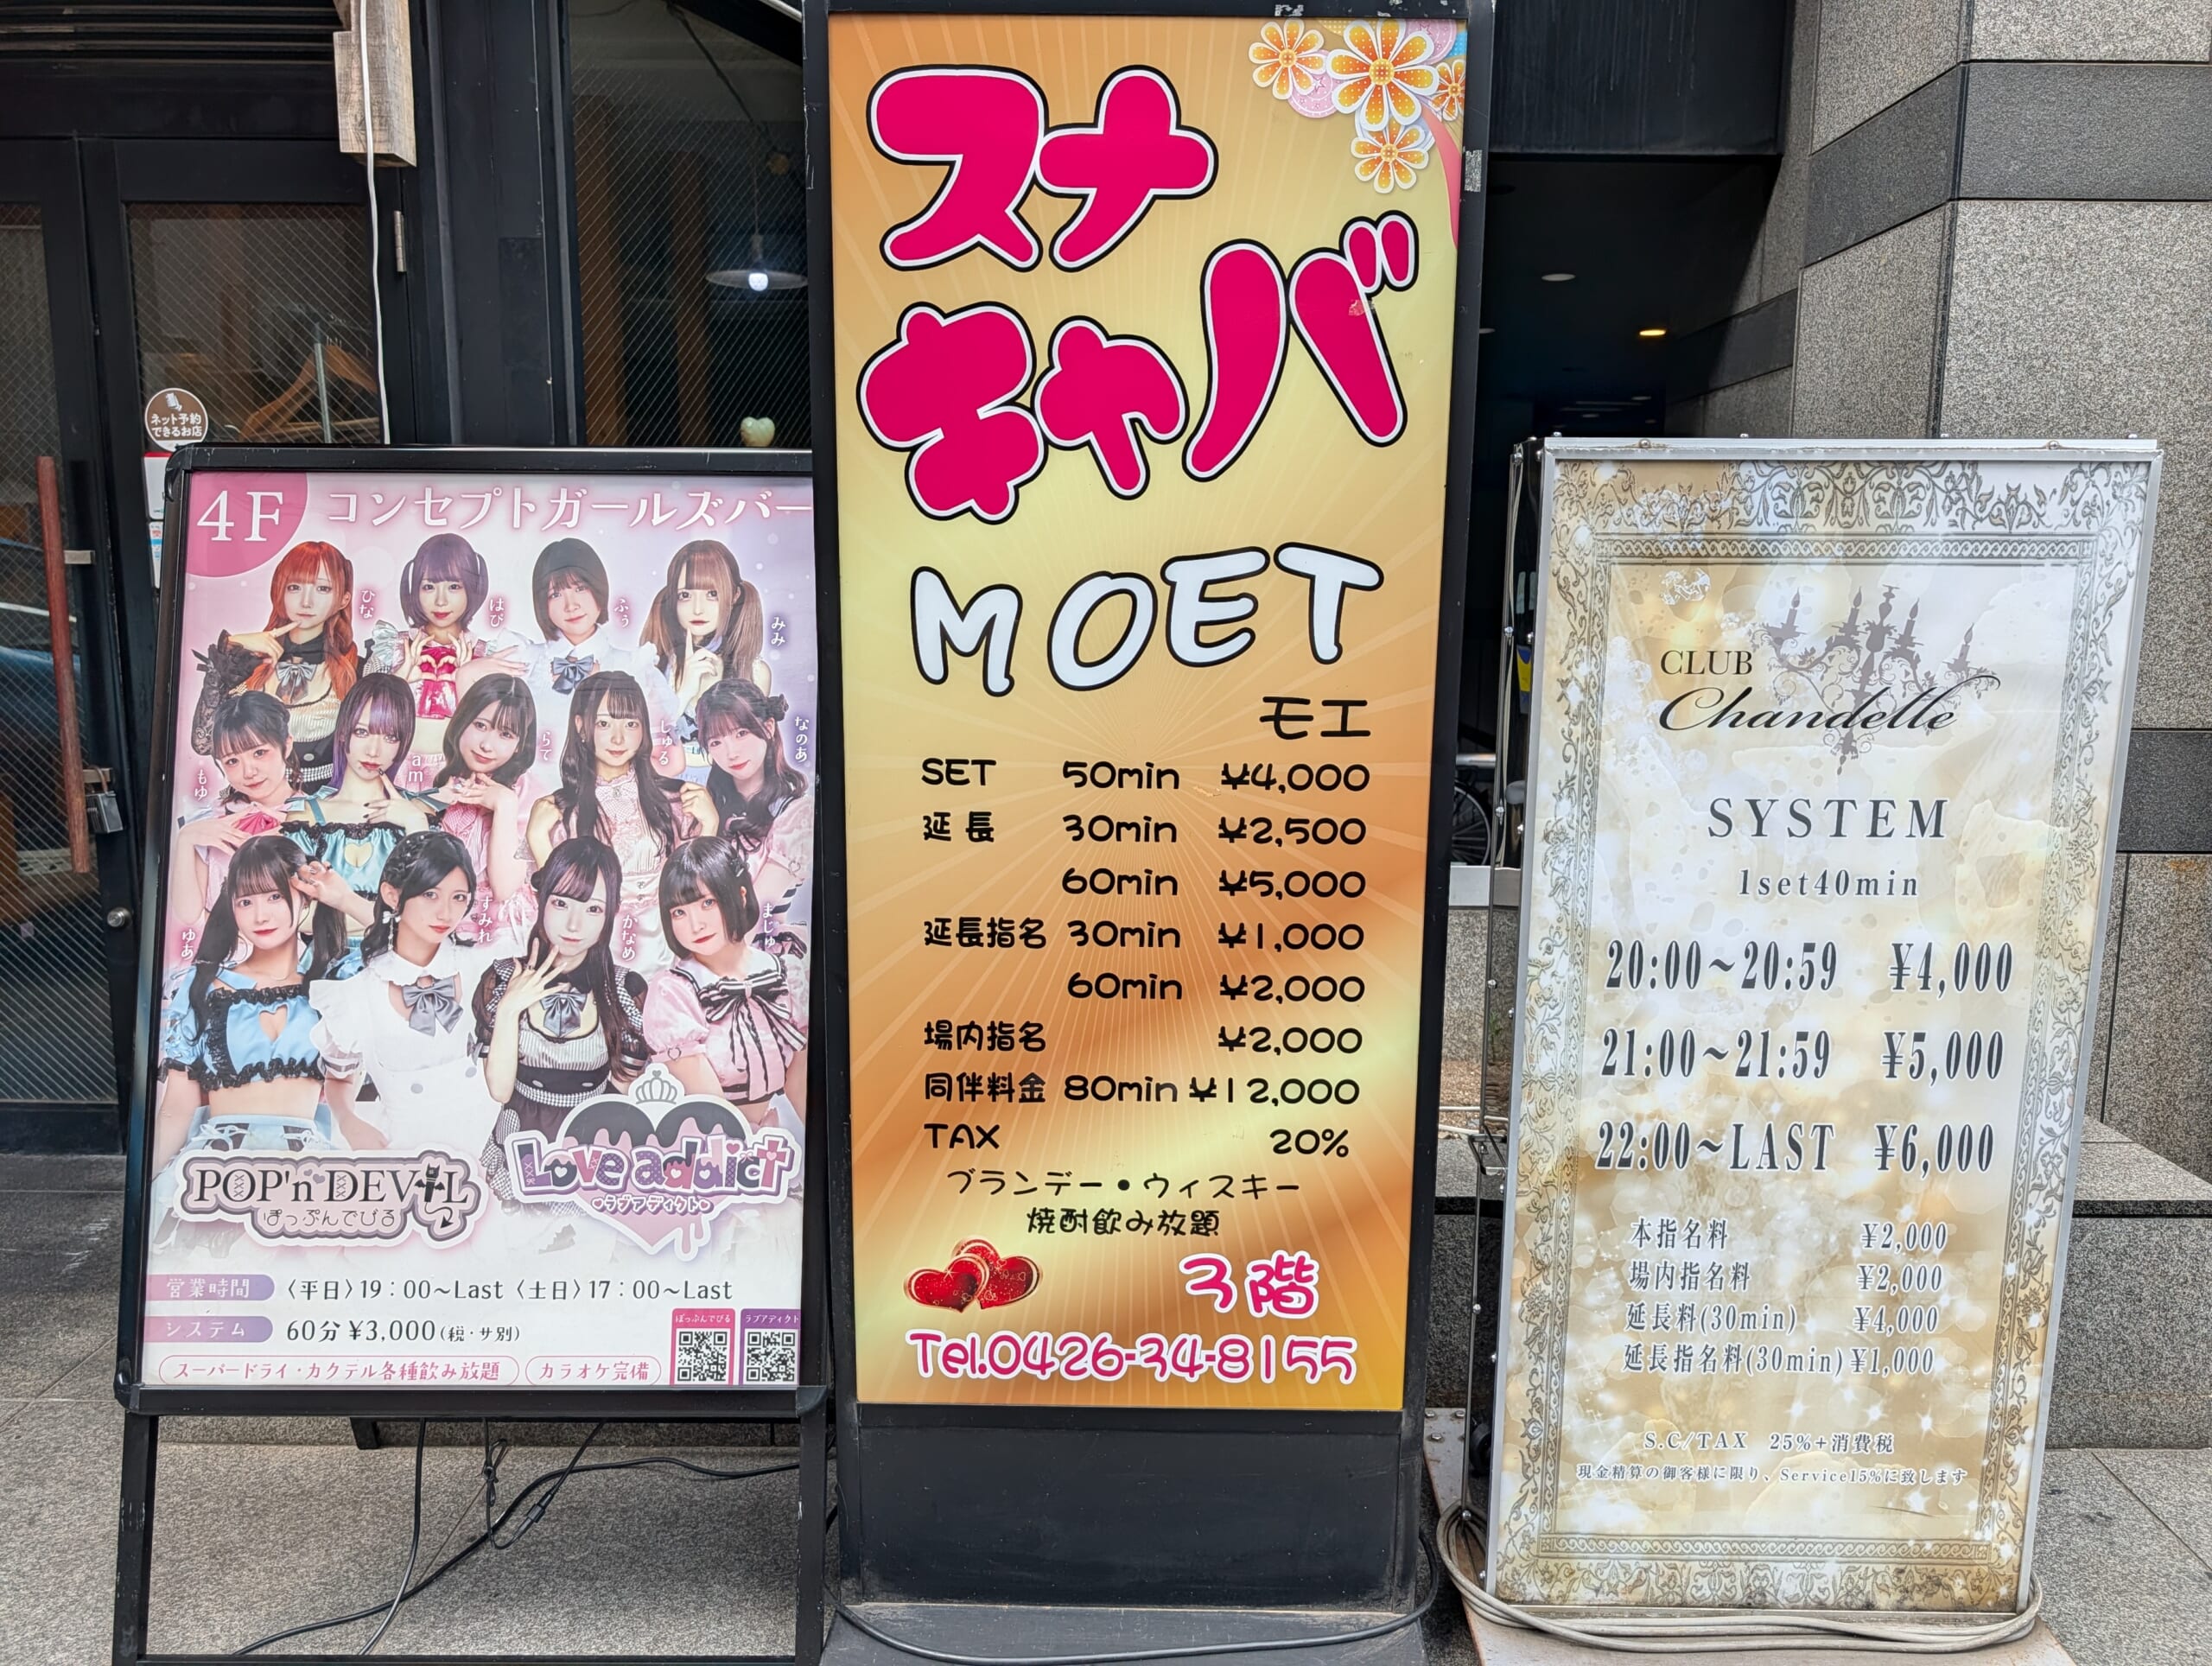 ネット予約
できるお店
4F コンセプトガールズバー
ひな
はぴ
ふぅ
みみ
もゆ
am
らて
しゅる
なのあ
ゆあ
すみれ
かなめ
ましゅ
POP'n DEVIL
ぽっぷんでびる
Love addict
ラブアディクト
営業時間 〈平日〉19：00〜Last〈土日〉17：00〜Last
システム 60分 ¥3,000(税・サ別)
スーパードライ・カクテル各種飲み放題 カラオケ完備
ぽっぷんでびる ラブアディクト
スナ
キャバ
MOET
モエ
SET 50min ¥4,000
延長 30min ¥2,500
60min ¥5,000
延長指名 30min ¥1,000
60min ¥2,000
場内指名 ¥2,000
同伴料金 80min ¥12,000
TAX 20%
ブランデー・ウィスキー
焼酎飲み放題
3階
Tel.0426-34-8155
CLUB
Chandelle
SYSTEM
1set40min
20:00~20:59 ¥4,000
21:00~21:59 ¥5,000
22:00~LAST ¥6,000
本指名料 ¥2,000
場内指名料 ¥2,000
延長料(30min) ¥4,000
延長指名料(30min) ¥1,000
S.C/TAX 25%+消費税
現金精算の御客様に限り、Service15%に致します